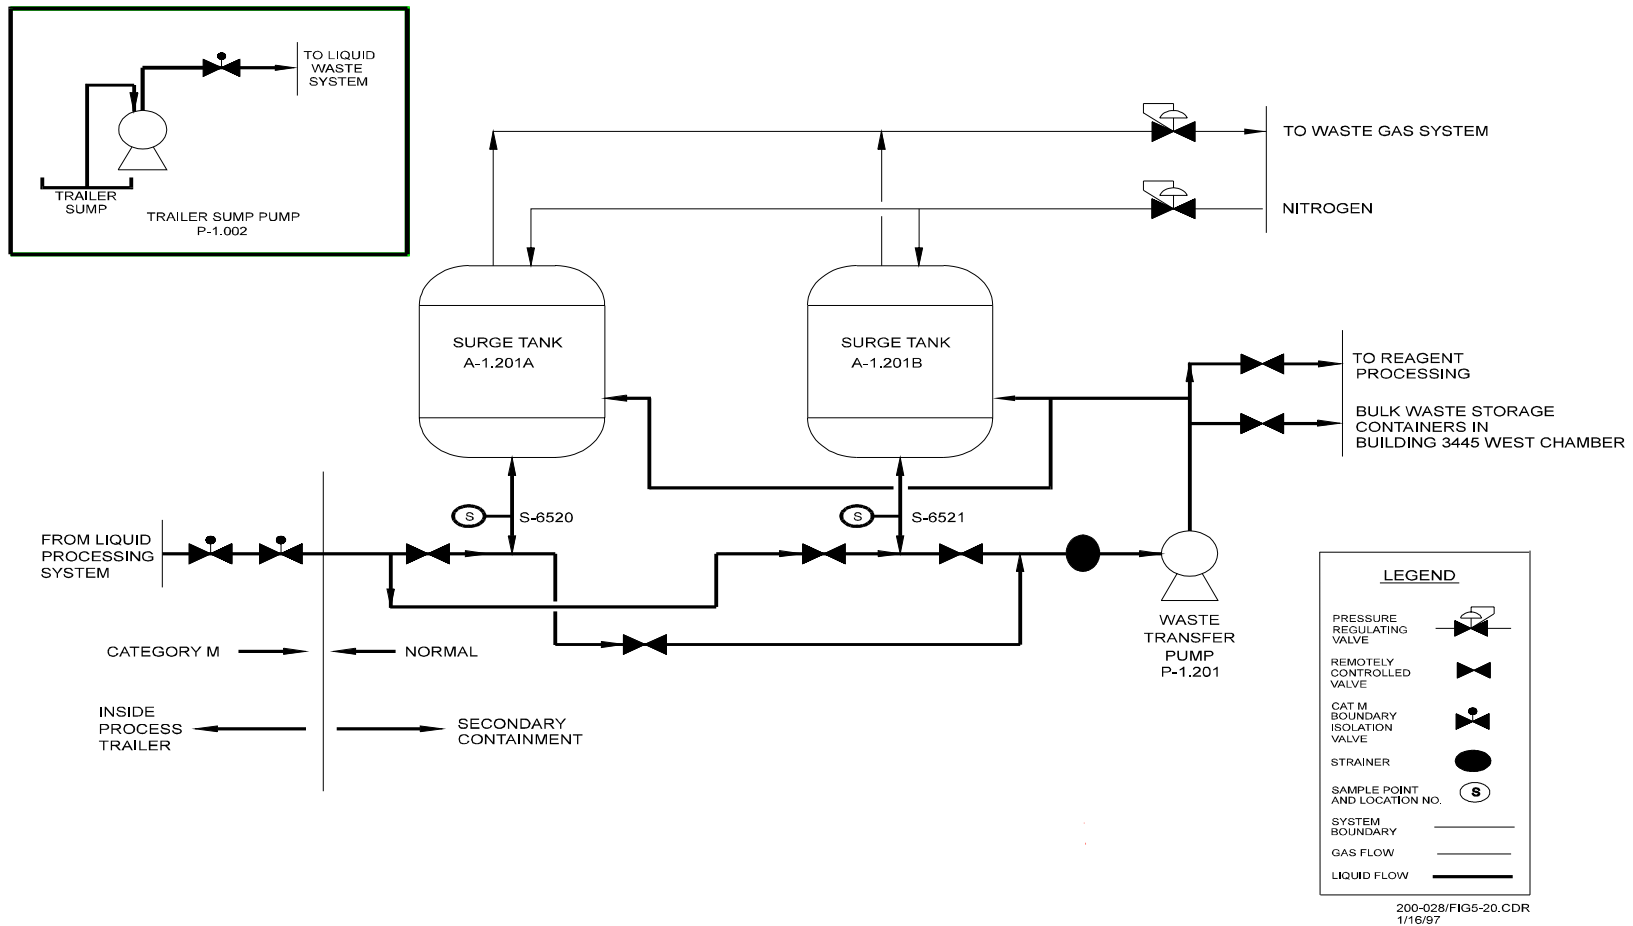 TO LIQUID
WASTE
SYSTEM
TRAILER
SUMP
TRAILER SUMP PUMP
P-1.002
TO WASTE GAS SYSTEM
NITROGEN
SURGE TANK
A-1.201A
SURGE TANK
A-1.201B
TO REAGENT
PROCESSING
BULK WASTE STORAGE
CONTAINERS IN
BUILDING 3445 WEST CHAMBER
S
S-6520
S
S-6521
FROM LIQUID
PROCESSING
SYSTEM
WASTE
TRANSFER
PUMP
P-1.201
CATEGORY M
NORMAL
INSIDE
PROCESS
TRAILER
SECONDARY
CONTAINMENT
LEGEND
PRESSURE
REGULATING
VALVE
REMOTELY
CONTROLLED
VALVE
CAT M
BOUNDARY
ISOLATION
VALVE
STRAINER
SAMPLE POINT
AND LOCATION NO.
S
SYSTEM
BOUNDARY
GAS FLOW
LIQUID FLOW
200-028/FIG5-20.CDR
1/16/97